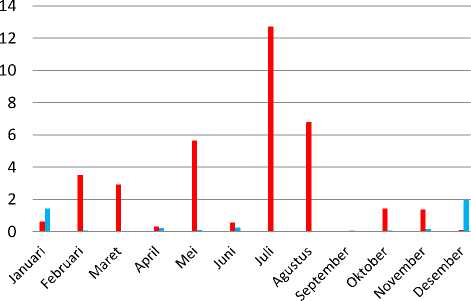 14
12
10
8
6
4
2
0
Januari
Februari
Maret
April
Mei
Juni
Juli
Agustus
September
Oktober
November
Desember